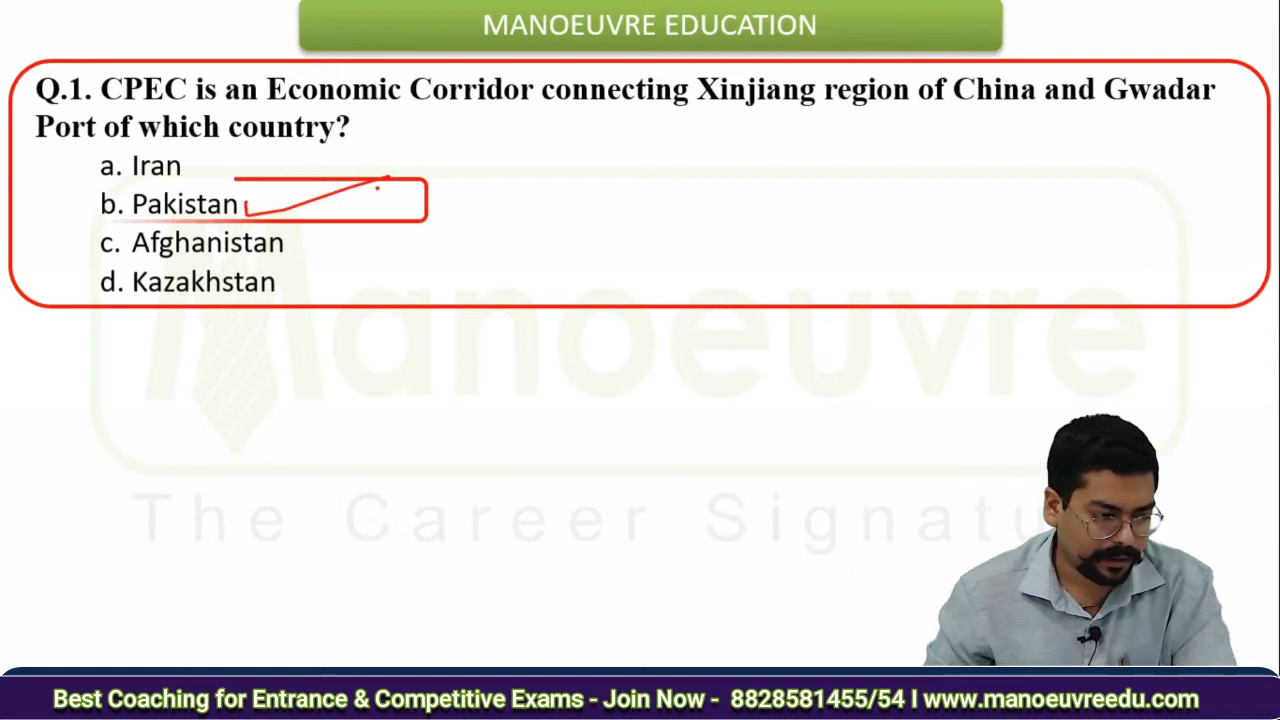 MANOEUVRE EDUCATION
Q.1. CPEC is an Economic Corridor connecting Xinjiang region of China and Gwadar
Port of which country?
a. Iran
b. Pakistan
c. Afghanistan
d. Kazakhstan
Manoeuvre
The Career Signatu
Best Coaching for Entrance & Competitive Exams - Join Now - 8828581455/54 I www.manoeuvreedu.com